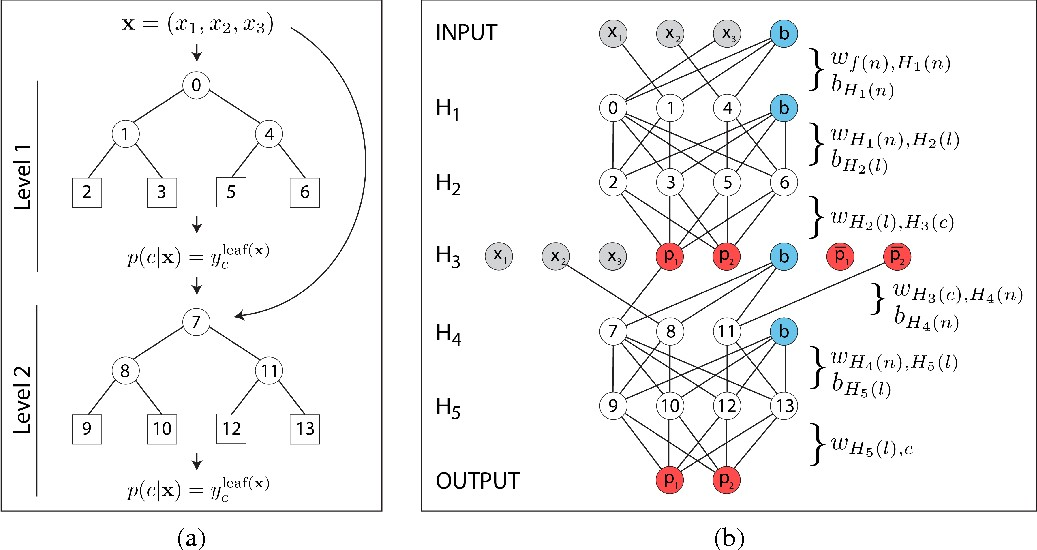 x = (x₁, x₂, x₃)
Level 1
0
1 4
2 3 5 6
p(c|x) = y_c^leaf(x)
Level 2
7
8 11
9 10 12 13
p(c|x) = y_c^leaf(x)
(a)
INPUT x₁ x₂ x₃ b
w_f(n),H₁(n)
b_H₁(n)
H₁ 0 1 4 b
w_H₁(n),H₂(l)
b_H₂(l)
H₂ 2 3 5 6
w_H₂(l),H₃(c)
H₃ x₁ x₂ x₃ p₁ p₂ b p̅₁ p̅₂
w_H₃(c),H₄(n)
b_H₄(n)
H₄ 7 8 11 b
w_H₄(n),H₅(l)
b_H₅(l)
H₅ 9 10 12 13
w_H₅(l),c
OUTPUT p₁ p₂
(b)